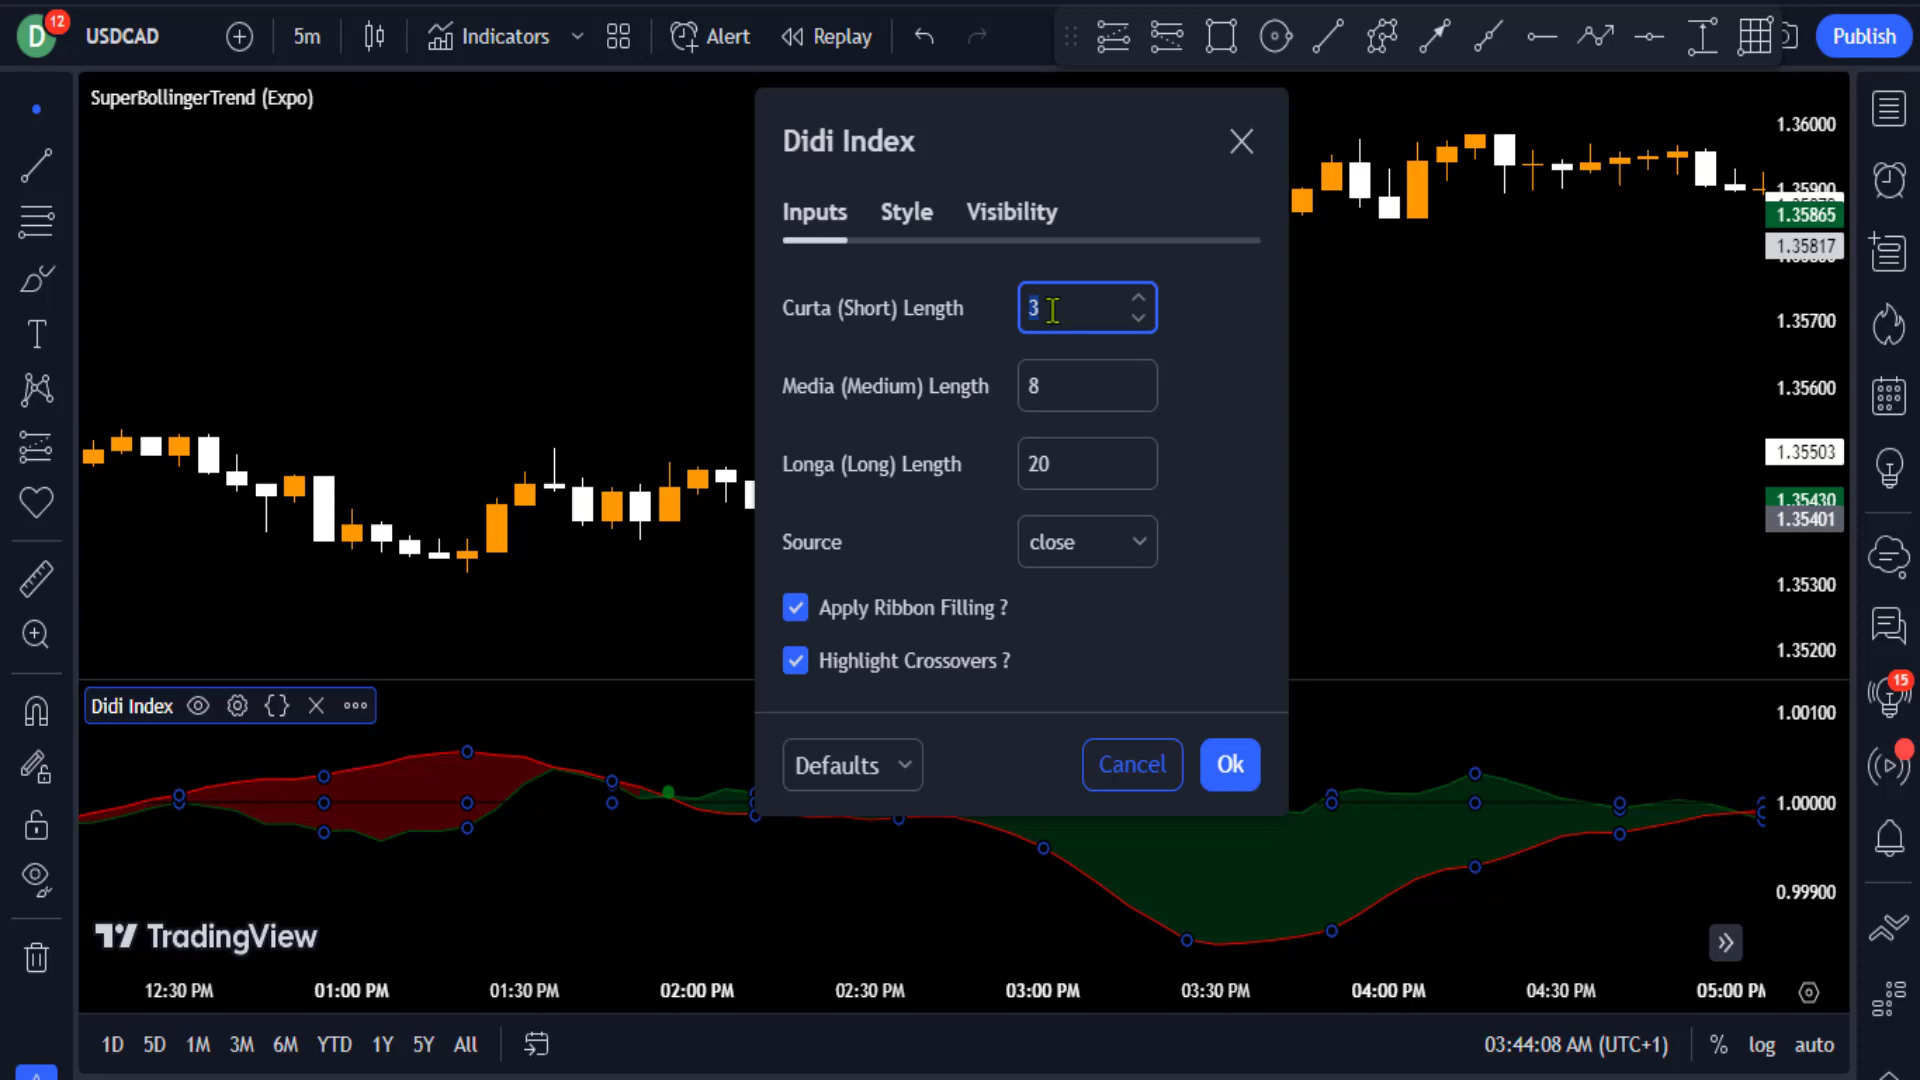 D 12 USDCAD 5m Indicators Alert Replay Publish
SuperBollingerTrend (Expo)
Didi Index
Inputs Style Visibility
Curta (Short) Length 3
Media (Medium) Length 8
Longa (Long) Length 20
Source close
Apply Ribbon Filling ?
Highlight Crossovers ?
Defaults Cancel Ok
1.36000
1.35900
1.35865
1.35817
1.35700
1.35600
1.35503
1.35430
1.35401
1.35300
1.35200
15
Didi Index
1.00100
1.00000
0.99900
TradingView
12:30 PM 01:00 PM 01:30 PM 02:00 PM 02:30 PM 03:00 PM 03:30 PM 04:00 PM 04:30 PM 05:00 PM
1D 5D 1M 3M 6M YTD 1Y 5Y All 03:44:08 AM (UTC+1) % log auto